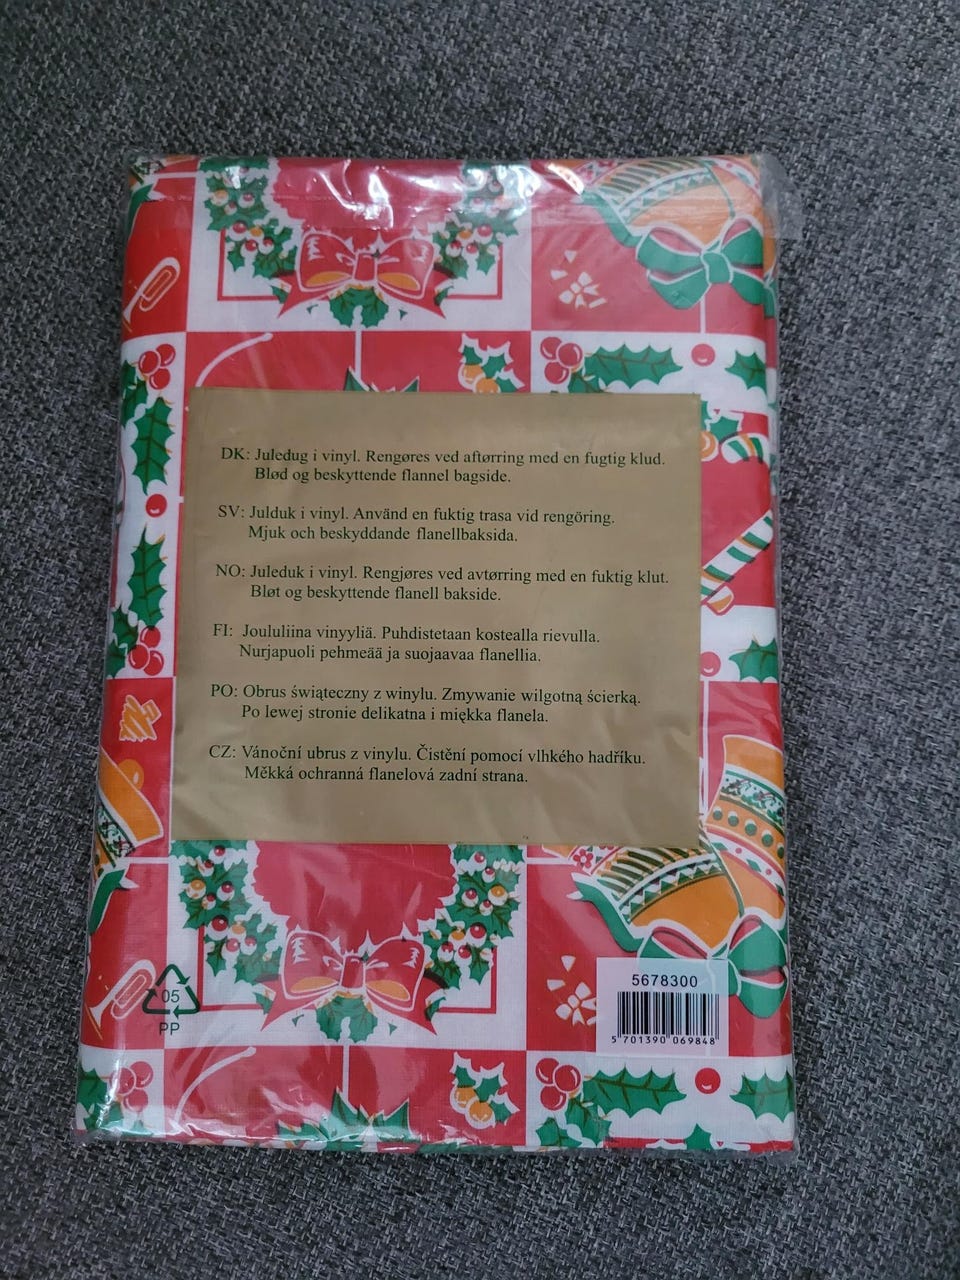 DK: Juledug i vinyl. Rengøres ved aftørring med en fugtig klud.
Blød og beskyttende flannel bagside.
SV: Julduk i vinyl. Använd en fuktig trasa vid rengöring.
Mjuk och beskyddande flanellbaksida.
NO: Juleduk i vinyl. Rengjøres ved avtørring med en fuktig klut.
Bløt og beskyttende flanell bakside.
FI: Joululiina vinyyliä. Puhdistetaan kostealla rievulla.
Nurjapuoli pehmeää ja suojaavaa flanellia.
PO: Obrus świąteczny z winylu. Zmywanie wilgotną ścierką.
Po lewej stronie delikatna i miękka flanela.
CZ: Vánoční ubrus z vinylu. Čistění pomocí vlhkého hadříku.
Měkká ochranná flanelová zadní strana.
05
PP
5678300
5 701390 069848